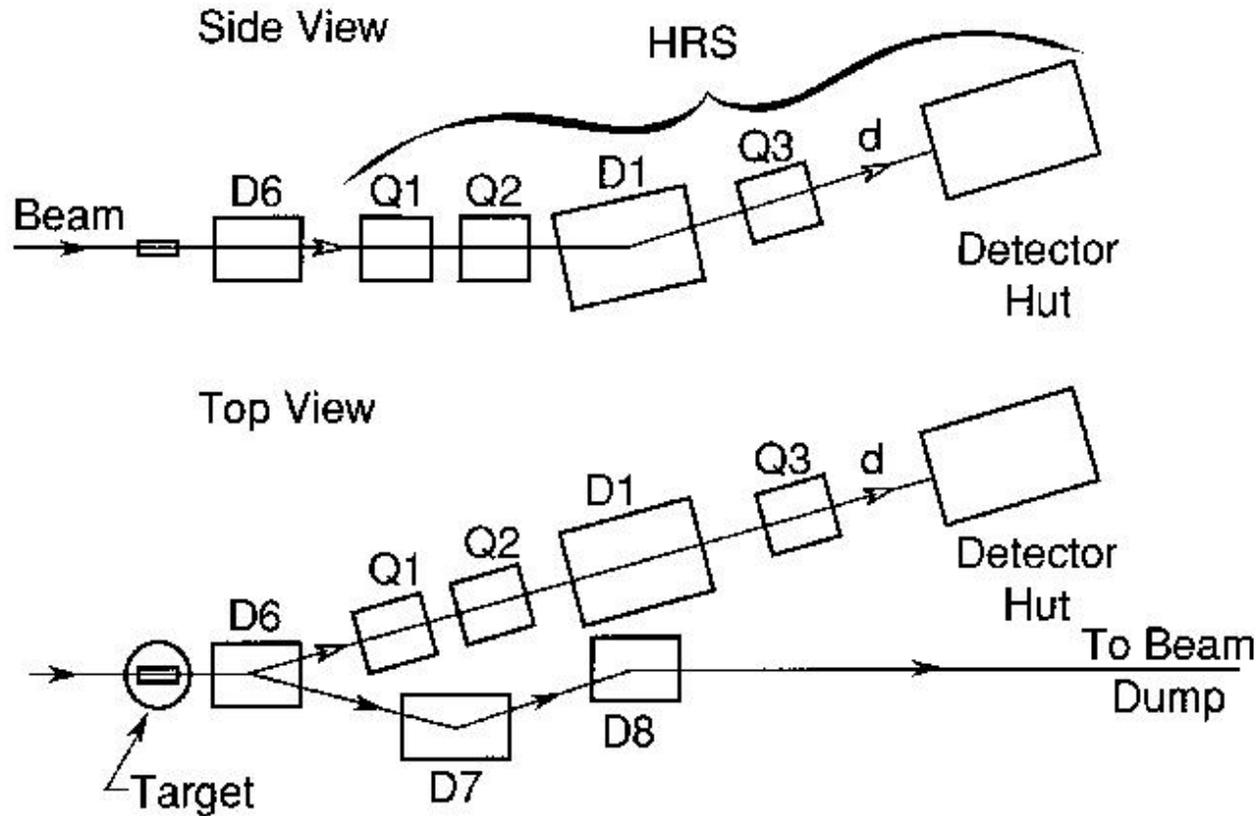 Side View
HRS
Beam
D6
Q1
Q2
D1
Q3
d
Detector
Hut
Top View
D6
Q1
Q2
D1
Q3
d
Detector
Hut
To Beam
Dump
D7
D8
Target